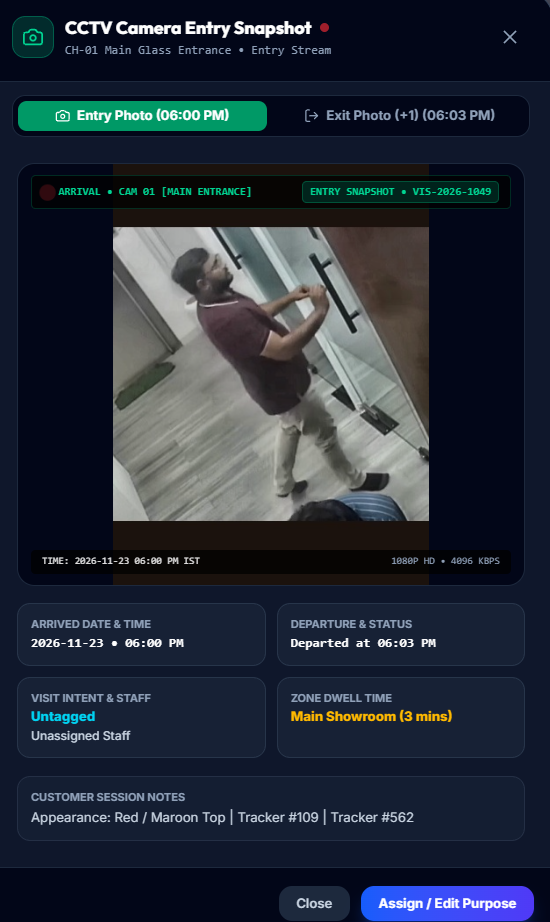 CCTV Camera Entry Snapshot
CH-01 Main Glass Entrance • Entry Stream
Entry Photo (06:00 PM)
Exit Photo (+1) (06:03 PM)
ARRIVAL • CAM 01 [MAIN ENTRANCE]
ENTRY SNAPSHOT • VIS-2026-1049
TIME: 2026-11-23 06:00 PM IST
1080P HD • 4096 KBPS
ARRIVED DATE & TIME
2026-11-23 • 06:00 PM
DEPARTURE & STATUS
Departed at 06:03 PM
VISIT INTENT & STAFF
Untagged
Unassigned Staff
ZONE DWELL TIME
Main Showroom (3 mins)
CUSTOMER SESSION NOTES
Appearance: Red / Maroon Top | Tracker #109 | Tracker #562
Close
Assign / Edit Purpose